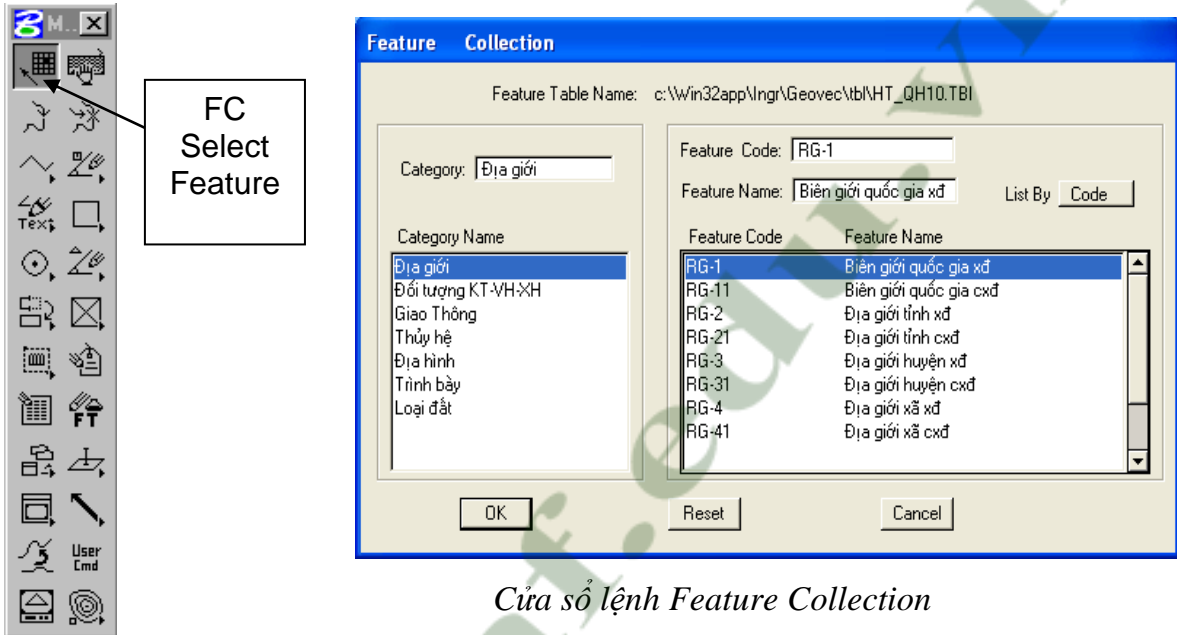 M..
Text
FT
User
Cmd
FC
Select
Feature
Feature Collection
Feature Table Name: c:\Win32app\Ingr\Geovec\tbl\HT_QH10.TBl
Category: Địa giới
Category Name
Địa giới
Đối tượng KT-VH-XH
Giao Thông
Thủy hệ
Địa hình
Trình bày
Loại đất
Feature Code: RG-1
Feature Name: Biên giới quốc gia xđ
List By Code
Feature Code Feature Name
RG-1 Biên giới quốc gia xđ
RG-11 Biên giới quốc gia cxđ
RG-2 Địa giới tỉnh xđ
RG-21 Địa giới tỉnh cxđ
RG-3 Địa giới huyện xđ
RG-31 Địa giới huyện cxđ
RG-4 Địa giới xã xđ
RG-41 Địa giới xã cxđ
OK Reset Cancel
Cửa sổ lệnh Feature Collection
f.edu.vn